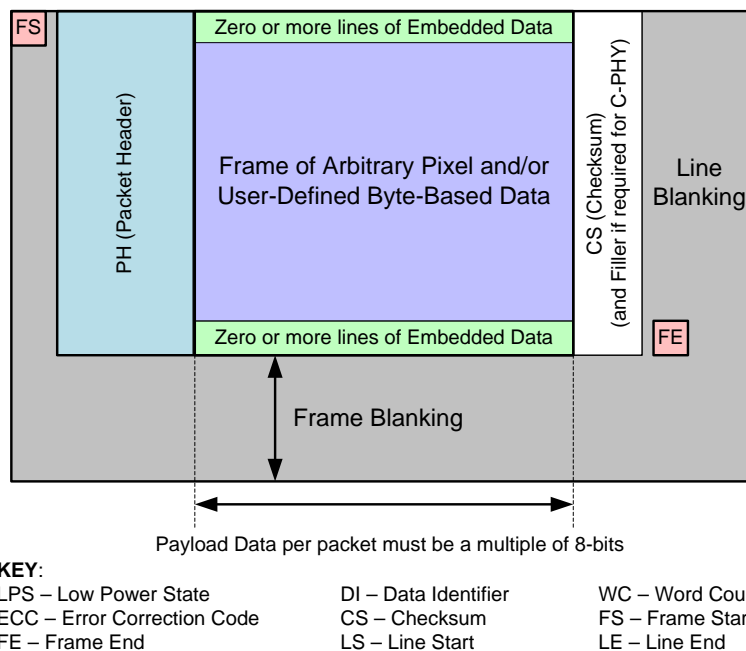 FS
Zero or more lines of Embedded Data
PH (Packet Header)
Frame of Arbitrary Pixel and/or
User-Defined Byte-Based Data
CS (Checksum)
(and Filler if required for C-PHY)
Line
Blanking
Zero or more lines of Embedded Data
FE
Frame Blanking
Payload Data per packet must be a multiple of 8-bits
KEY:
LPS – Low Power State DI – Data Identifier WC – Word Cou
ECC – Error Correction Code CS – Checksum FS – Frame Star
FE – Frame End LS – Line Start LE – Line End